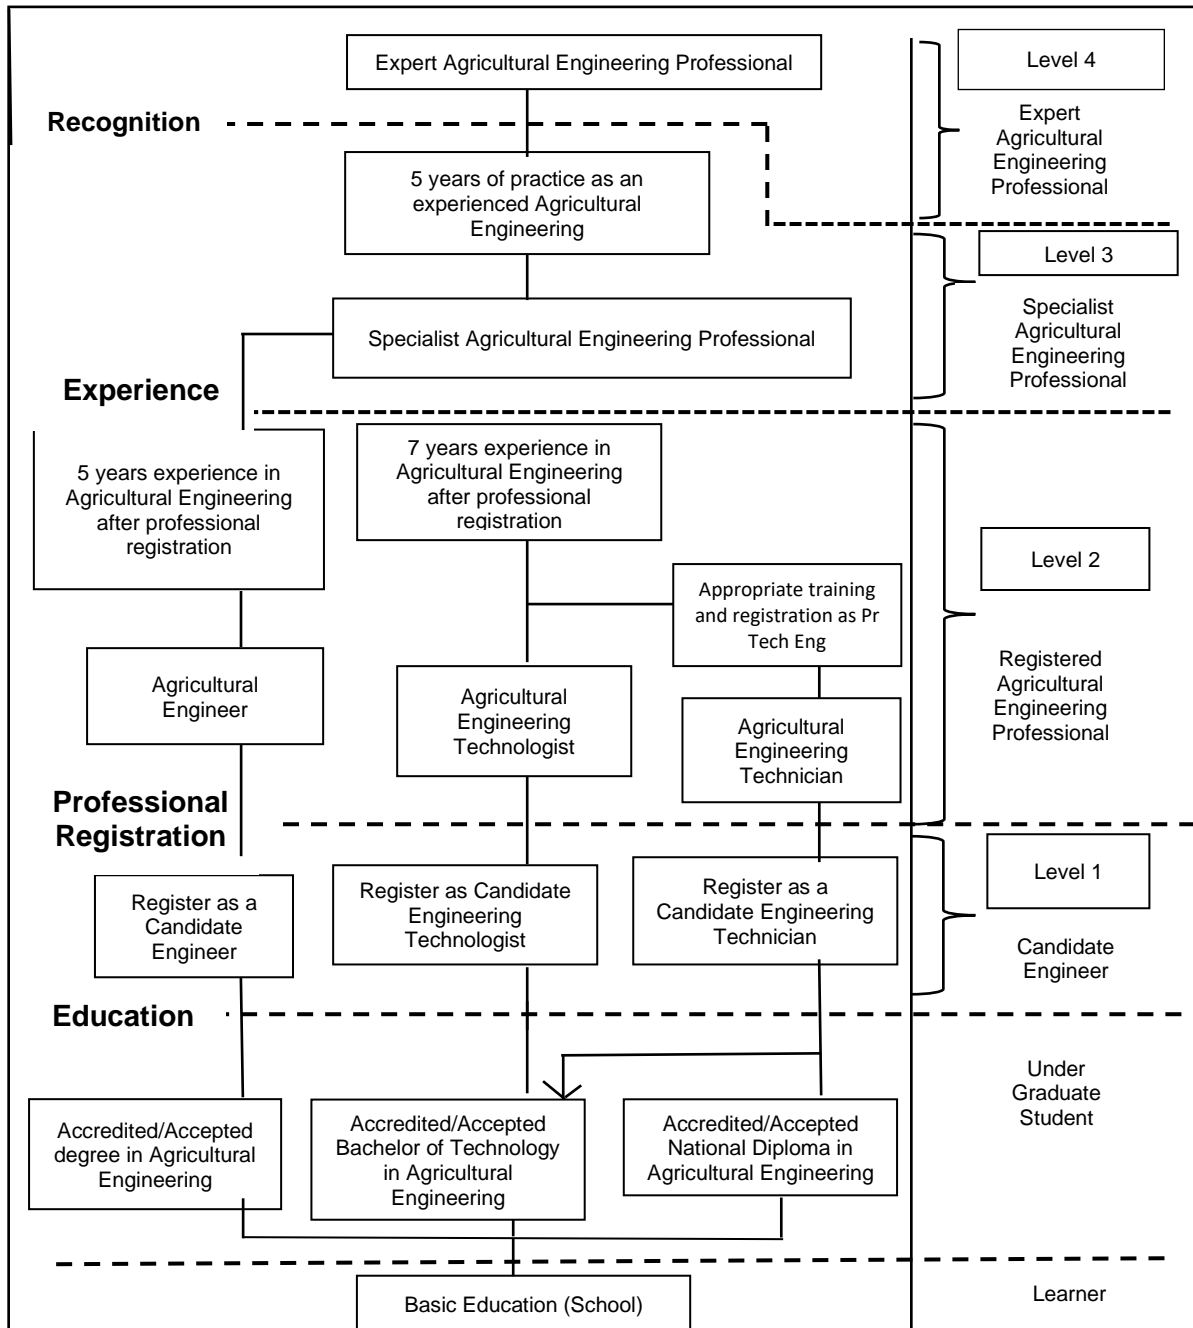 Expert Agricultural Engineering Professional
Level 4
Recognition
Expert
Agricultural
Engineering
Professional
5 years of practice as an
experienced Agricultural
Engineering
Level 3
Specialist Agricultural Engineering Professional
Specialist
Agricultural
Engineering
Professional
Experience
5 years experience in
Agricultural Engineering
after professional
registration
7 years experience in
Agricultural Engineering
after professional
registration
Level 2
Appropriate training
and registration as Pr
Tech Eng
Agricultural
Engineer
Agricultural
Engineering
Technologist
Agricultural
Engineering
Technician
Registered
Agricultural
Engineering
Professional
Professional
Registration
Register as a
Candidate
Engineer
Register as Candidate
Engineering
Technologist
Register as a
Candidate Engineering
Technician
Level 1
Candidate
Engineer
Education
Under
Graduate
Student
Accredited/Accepted
degree in Agricultural
Engineering
Accredited/Accepted
Bachelor of Technology
in Agricultural
Engineering
Accredited/Accepted
National Diploma in
Agricultural Engineering
Basic Education (School)
Learner